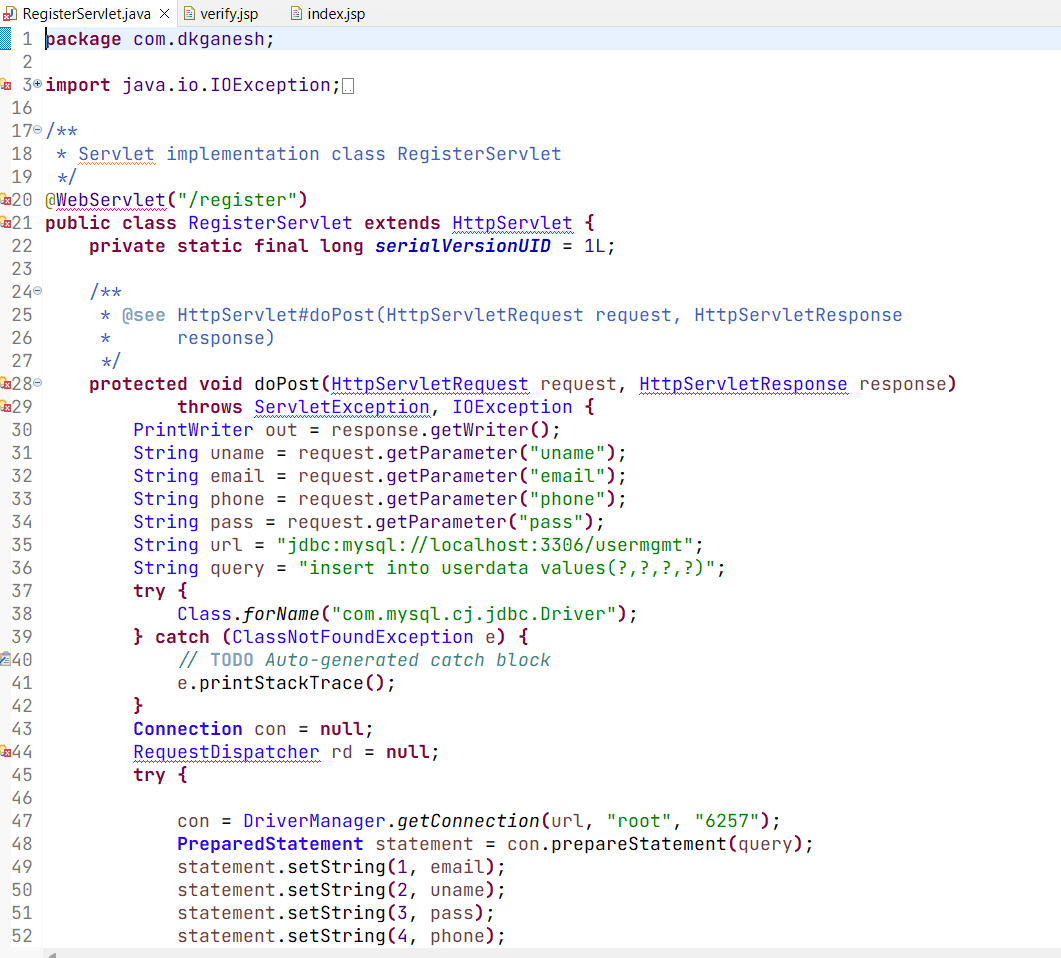 RegisterServlet.java verify.jsp index.jsp
1 package com.dkganesh;
2
3 import java.io.IOException;
16
17 /**
18  * Servlet implementation class RegisterServlet
19  */
20 @WebServlet("/register")
21 public class RegisterServlet extends HttpServlet {
22     private static final long serialVersionUID = 1L;
23
24     /**
25      * @see HttpServlet#doPost(HttpServletRequest request, HttpServletResponse
26      *      response)
27      */
28     protected void doPost(HttpServletRequest request, HttpServletResponse response)
29             throws ServletException, IOException {
30         PrintWriter out = response.getWriter();
31         String uname = request.getParameter("uname");
32         String email = request.getParameter("email");
33         String phone = request.getParameter("phone");
34         String pass = request.getParameter("pass");
35         String url = "jdbc:mysql://localhost:3306/usermgmt";
36         String query = "insert into userdata values(?,?,?,?)";
37         try {
38             Class.forName("com.mysql.cj.jdbc.Driver");
39         } catch (ClassNotFoundException e) {
40             // TODO Auto-generated catch block
41             e.printStackTrace();
42         }
43         Connection con = null;
44         RequestDispatcher rd = null;
45         try {
46
47             con = DriverManager.getConnection(url, "root", "6257");
48             PreparedStatement statement = con.prepareStatement(query);
49             statement.setString(1, email);
50             statement.setString(2, uname);
51             statement.setString(3, pass);
52             statement.setString(4, phone);